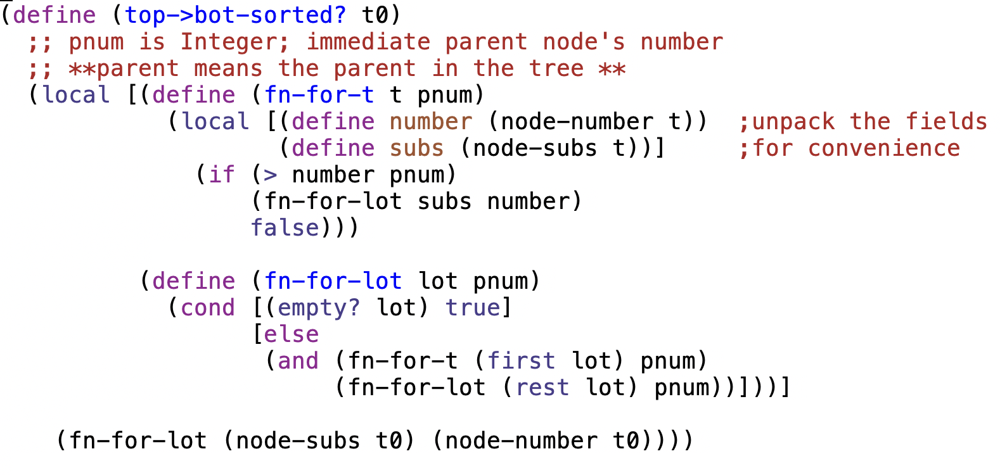 (define (top->bot-sorted? t0)
  ;; pnum is Integer; immediate parent node's number
  ;; **parent means the parent in the tree **
  (local [(define (fn-for-t t pnum)
            (local [(define number (node-number t))  ;unpack the fields
                    (define subs (node-subs t))]     ;for convenience
              (if (> number pnum)
                  (fn-for-lot subs number)
                  false)))

          (define (fn-for-lot lot pnum)
            (cond [(empty? lot) true]
                  [else
                   (and (fn-for-t (first lot) pnum)
                        (fn-for-lot (rest lot) pnum))]))]

    (fn-for-lot (node-subs t0) (node-number t0))))